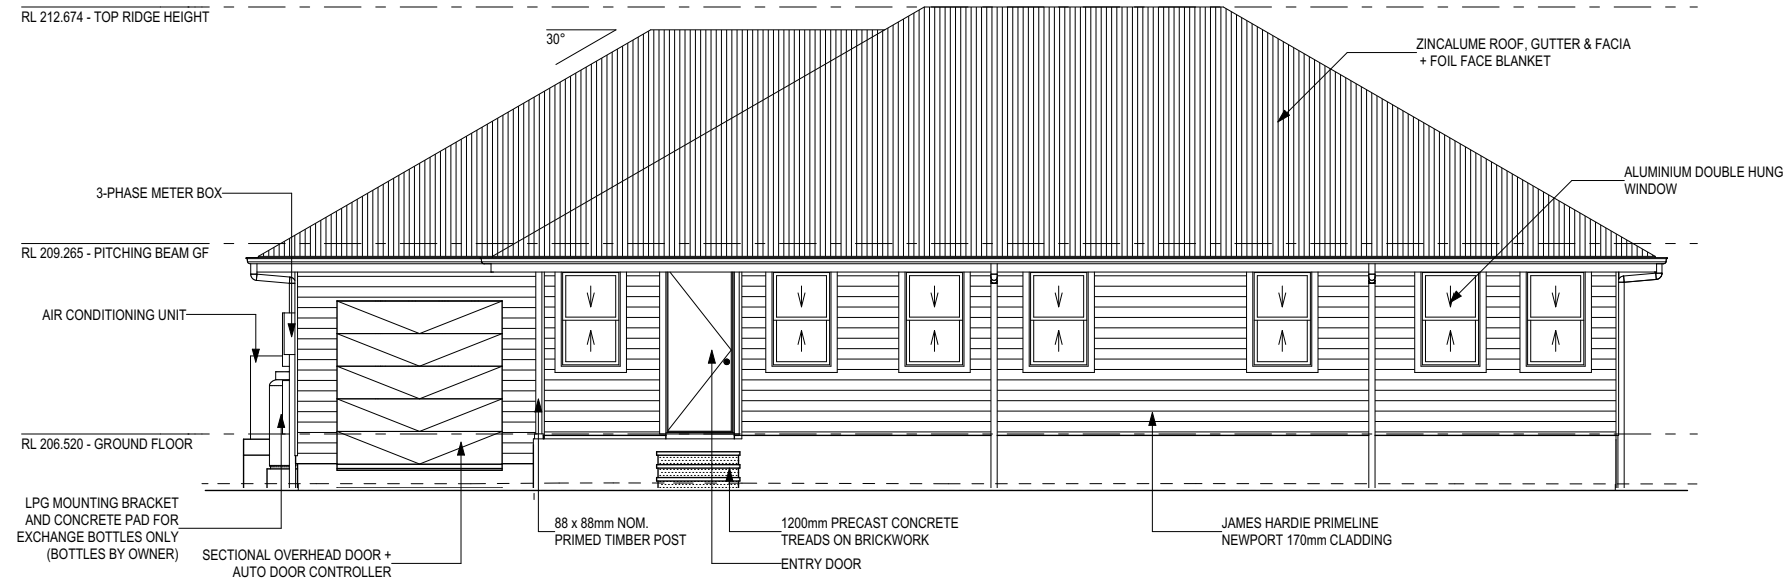 RL 212.674 - TOP RIDGE HEIGHT
30°
ZINCALUME ROOF, GUTTER & FACIA
+ FOIL FACE BLANKET
ALUMINIUM DOUBLE HUNG
WINDOW
3-PHASE METER BOX
RL 209.265 - PITCHING BEAM GF
AIR CONDITIONING UNIT
RL 206.520 - GROUND FLOOR
LPG MOUNTING BRACKET
AND CONCRETE PAD FOR
EXCHANGE BOTTLES ONLY
(BOTTLES BY OWNER)
SECTIONAL OVERHEAD DOOR +
AUTO DOOR CONTROLLER
88 x 88mm NOM.
PRIMED TIMBER POST
1200mm PRECAST CONCRETE
TREADS ON BRICKWORK
ENTRY DOOR
JAMES HARDIE PRIMELINE
NEWPORT 170mm CLADDING